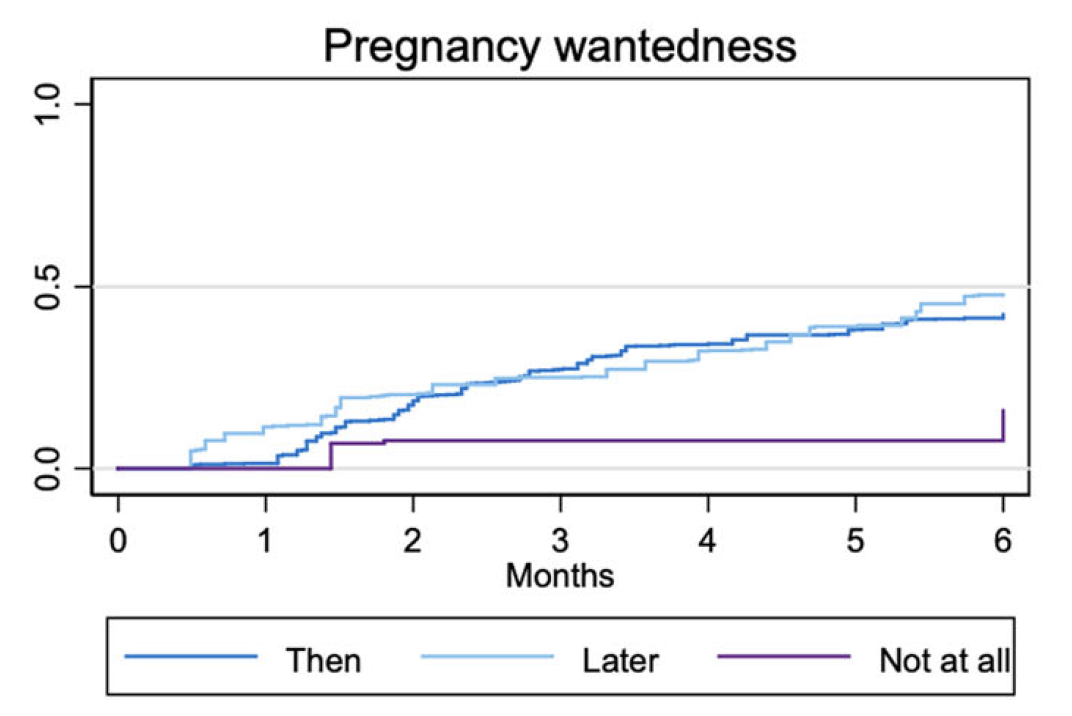 Pregnancy wantedness
1.0
0.5
0.0
0 1 2 3 4 5 6
Months
Then Later Not at all